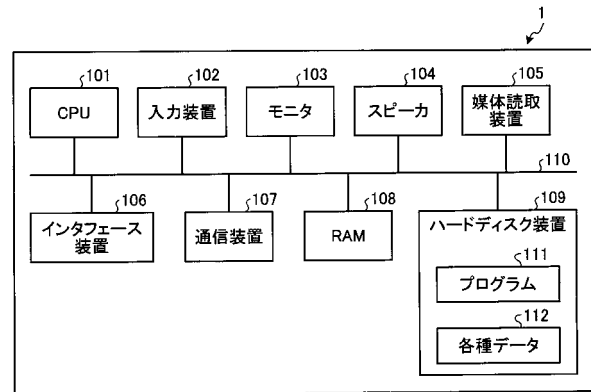 1
101
102
103
104
105
CPU
入力装置
モニタ
スピーカ
媒体読取
装置
110
106
107
108
109
インタフェース
装置
通信装置
RAM
ハードディスク装置
111
プログラム
112
各種データ